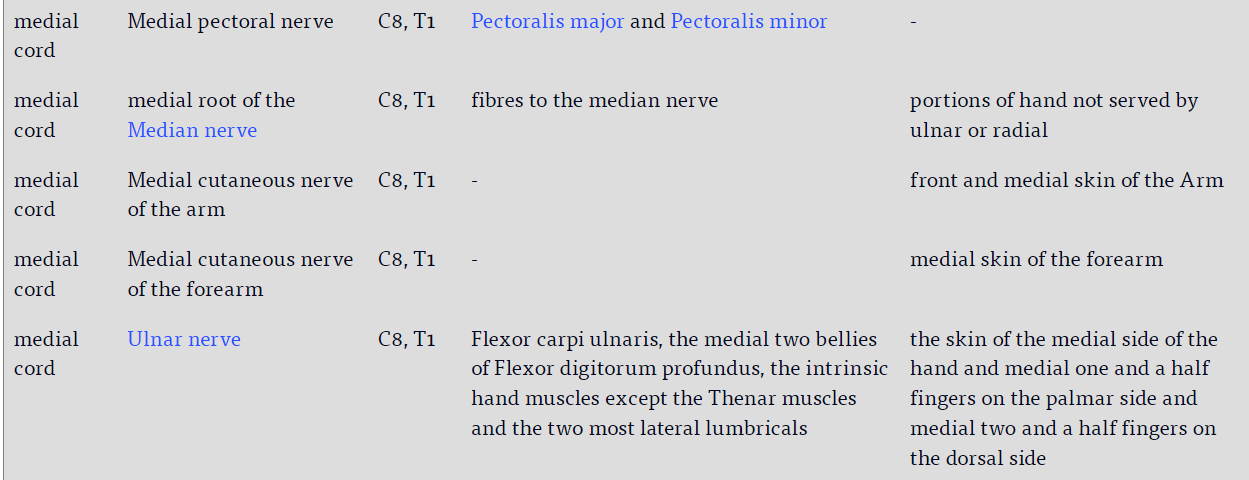 medial Medial pectoral nerve C8, T1 Pectoralis major and Pectoralis minor -
cord
medial medial root of the C8, T1 fibres to the median nerve portions of hand not served by
cord Median nerve ulnar or radial
medial Medial cutaneous nerve C8, T1 - front and medial skin of the Arm
cord of the arm
medial Medial cutaneous nerve C8, T1 - medial skin of the forearm
cord of the forearm
medial Ulnar nerve C8, T1 Flexor carpi ulnaris, the medial two bellies the skin of the medial side of the
cord of Flexor digitorum profundus, the intrinsic hand and medial one and a half
hand muscles except the Thenar muscles fingers on the palmar side and
and the two most lateral lumbricals medial two and a half fingers on
the dorsal side